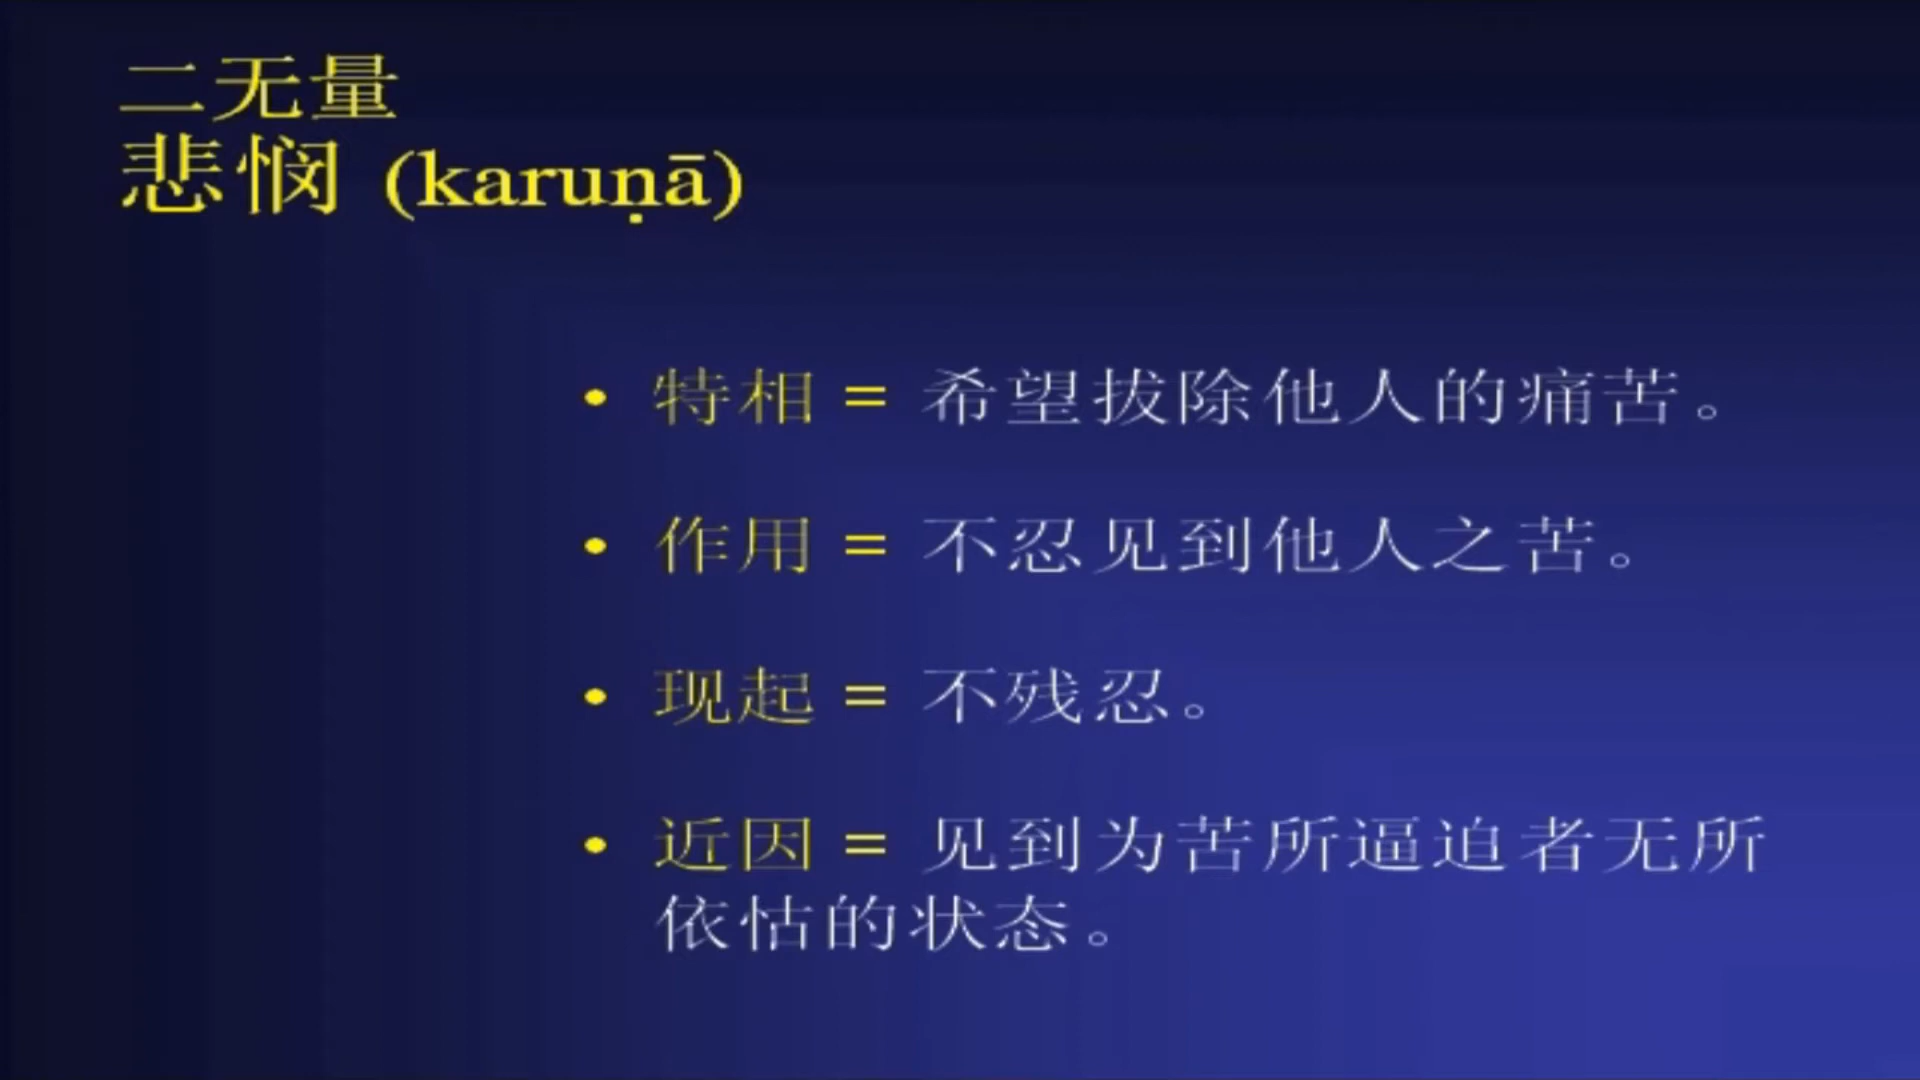 二无量
悲悯 (karuṇā)
• 特相 = 希望拔除他人的痛苦。
• 作用 = 不忍见到他人之苦。
• 现起 = 不残忍。
• 近因 = 见到为苦所逼迫者无所
依怙的状态。